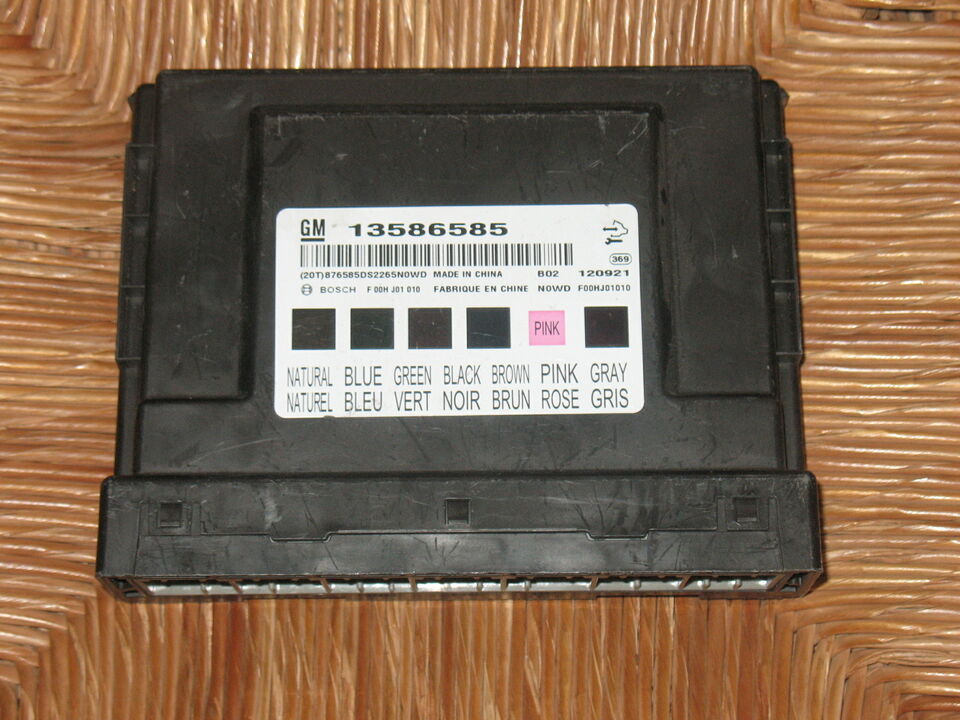 GM 13586585
369
(20T)876585DS2265N0WD MADE IN CHINA B02 120921
BOSCH F 00H J01 010 FABRIQUE EN CHINE N0WD F00HJ01010
PINK
NATURAL BLUE GREEN BLACK BROWN PINK GRAY
NATUREL BLEU VERT NOIR BRUN ROSE GRIS